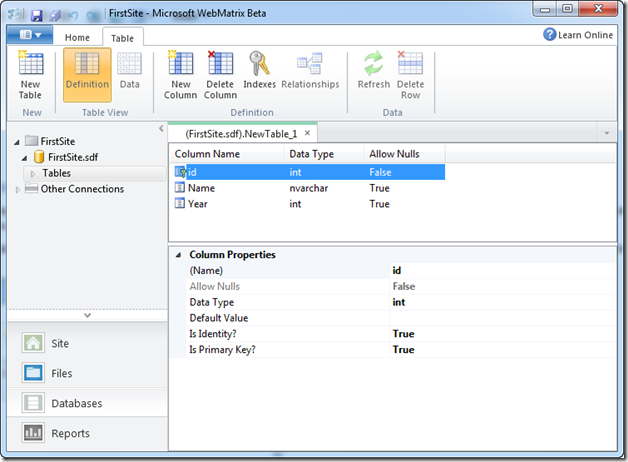 FirstSite - Microsoft WebMatrix Beta
Home Table
Learn Online
New Table
Definition
Data
New Column
Delete Column
Indexes
Relationships
Refresh
Delete Row
New
Table View
Definition
Data
FirstSite
FirstSite.sdf
Tables
Other Connections
(FirstSite.sdf).NewTable_1
Column Name Data Type Allow Nulls
id int False
Name nvarchar True
Year int True
Column Properties
(Name) id
Allow Nulls False
Data Type int
Default Value
Is Identity? True
Is Primary Key? True
Site
Files
Databases
Reports